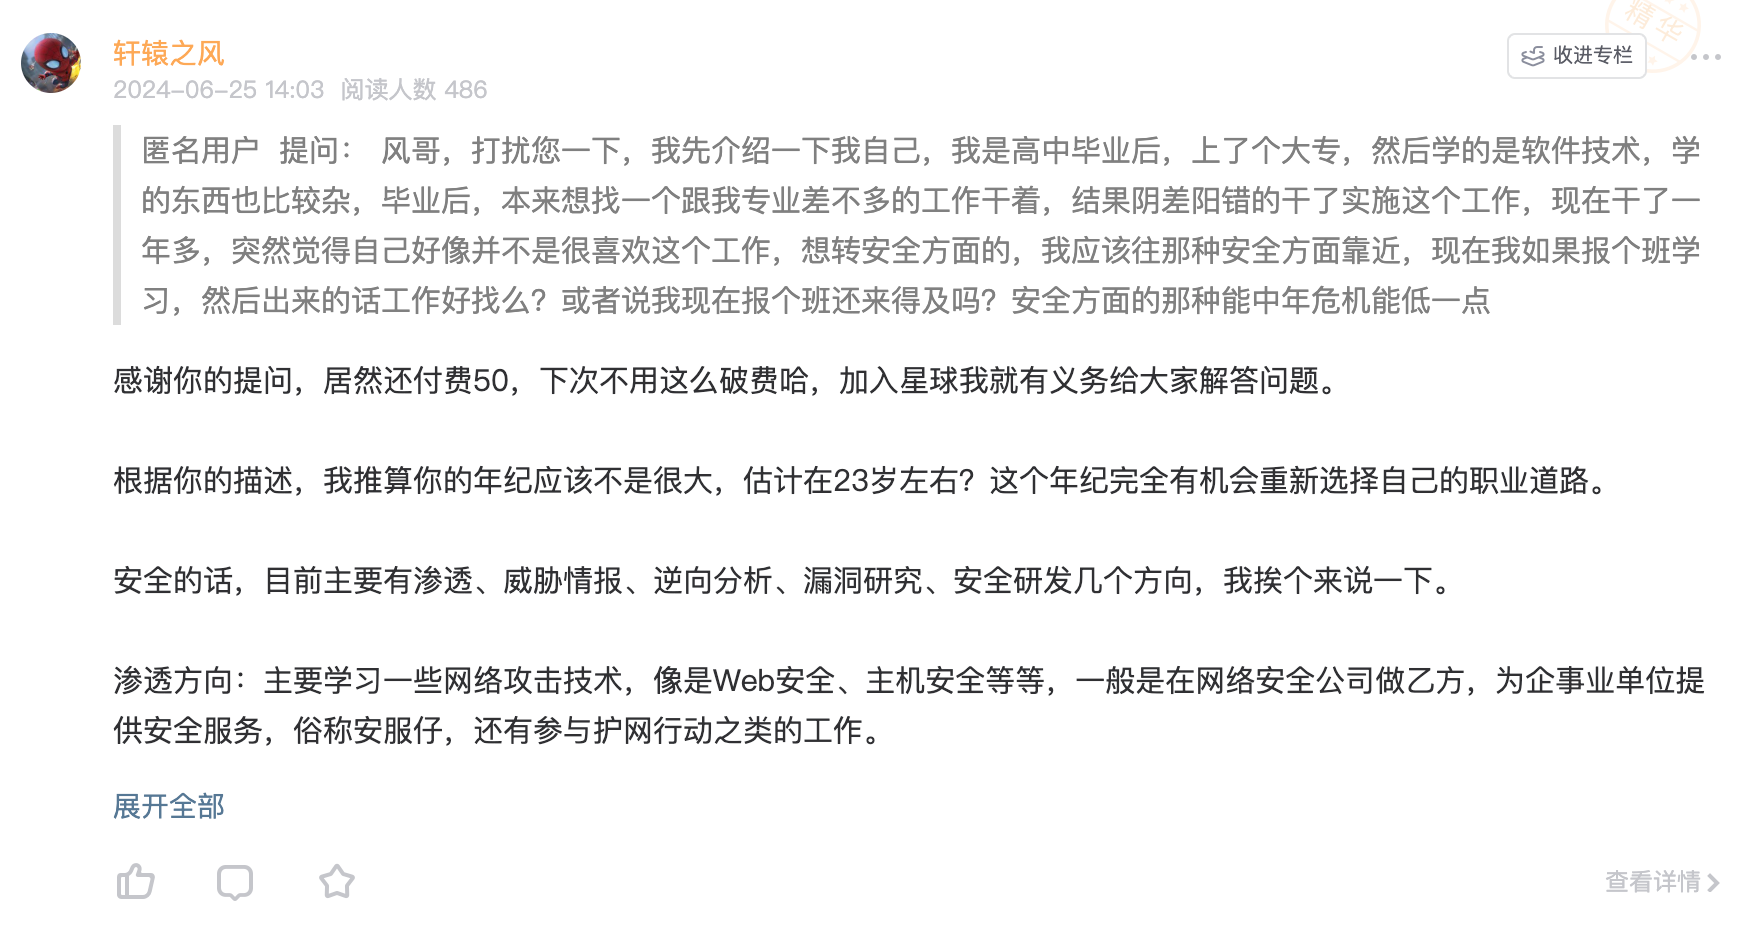 精华
轩辕之风
收进专栏
2024-06-25 14:03 阅读人数 486
匿名用户 提问： 风哥，打扰您一下，我先介绍一下我自己，我是高中毕业后，上了个大专，然后学的是软件技术，学
的东西也比较杂，毕业后，本来想找一个跟我专业差不多的工作干着，结果阴差阳错的干了实施这个工作，现在干了一
年多，突然觉得自己好像并不是很喜欢这个工作，想转安全方面的，我应该往那种安全方面靠近，现在我如果报个班学
习，然后出来的话工作好找么？或者说我现在报个班还来得及吗？安全方面的那种能中年危机能低一点
感谢你的提问，居然还付费50，下次不用这么破费哈，加入星球我就有义务给大家解答问题。
根据你的描述，我推算你的年纪应该不是很大，估计在23岁左右？这个年纪完全有机会重新选择自己的职业道路。
安全的话，目前主要有渗透、威胁情报、逆向分析、漏洞研究、安全研发几个方向，我挨个来说一下。
渗透方向：主要学习一些网络攻击技术，像是Web安全、主机安全等等，一般是在网络安全公司做乙方，为企事业单位提
供安全服务，俗称安服仔，还有参与护网行动之类的工作。
展开全部
查看详情